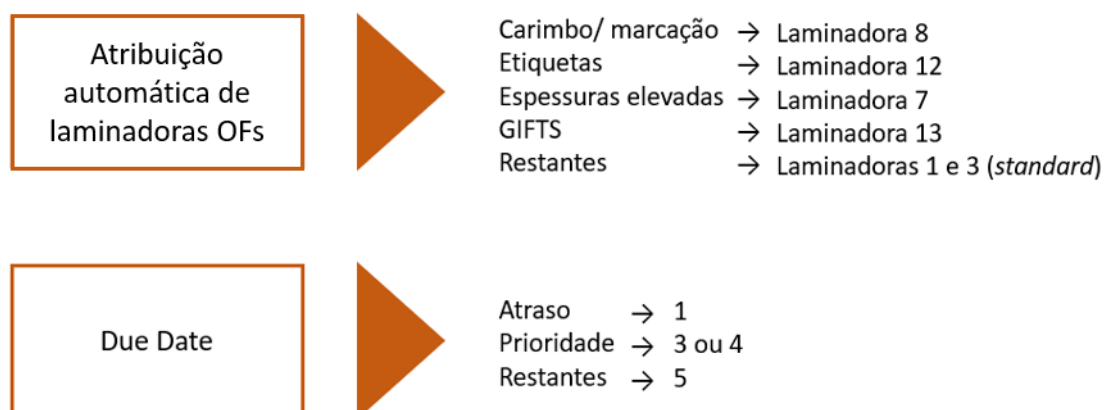 Atribuição
automática de
laminadoras OFs
Carimbo/ marcação → Laminadora 8
Etiquetas → Laminadora 12
Espessuras elevadas → Laminadora 7
GIFTS → Laminadora 13
Restantes → Laminadoras 1 e 3 (standard)
Due Date
Atraso → 1
Prioridade → 3 ou 4
Restantes → 5